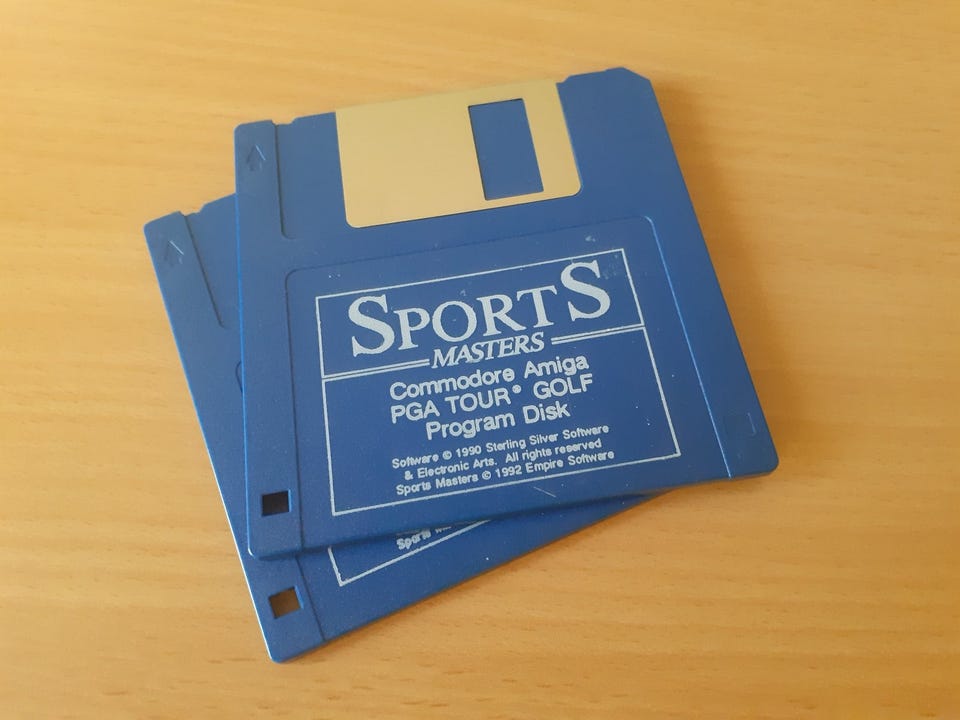 SPORTS
MASTERS
Commodore Amiga
PGA TOUR® GOLF
Program Disk
Software © 1990 Sterling Silver Software
& Electronic Arts. All rights reserved
Sports Masters © 1992 Empire Software
Sports